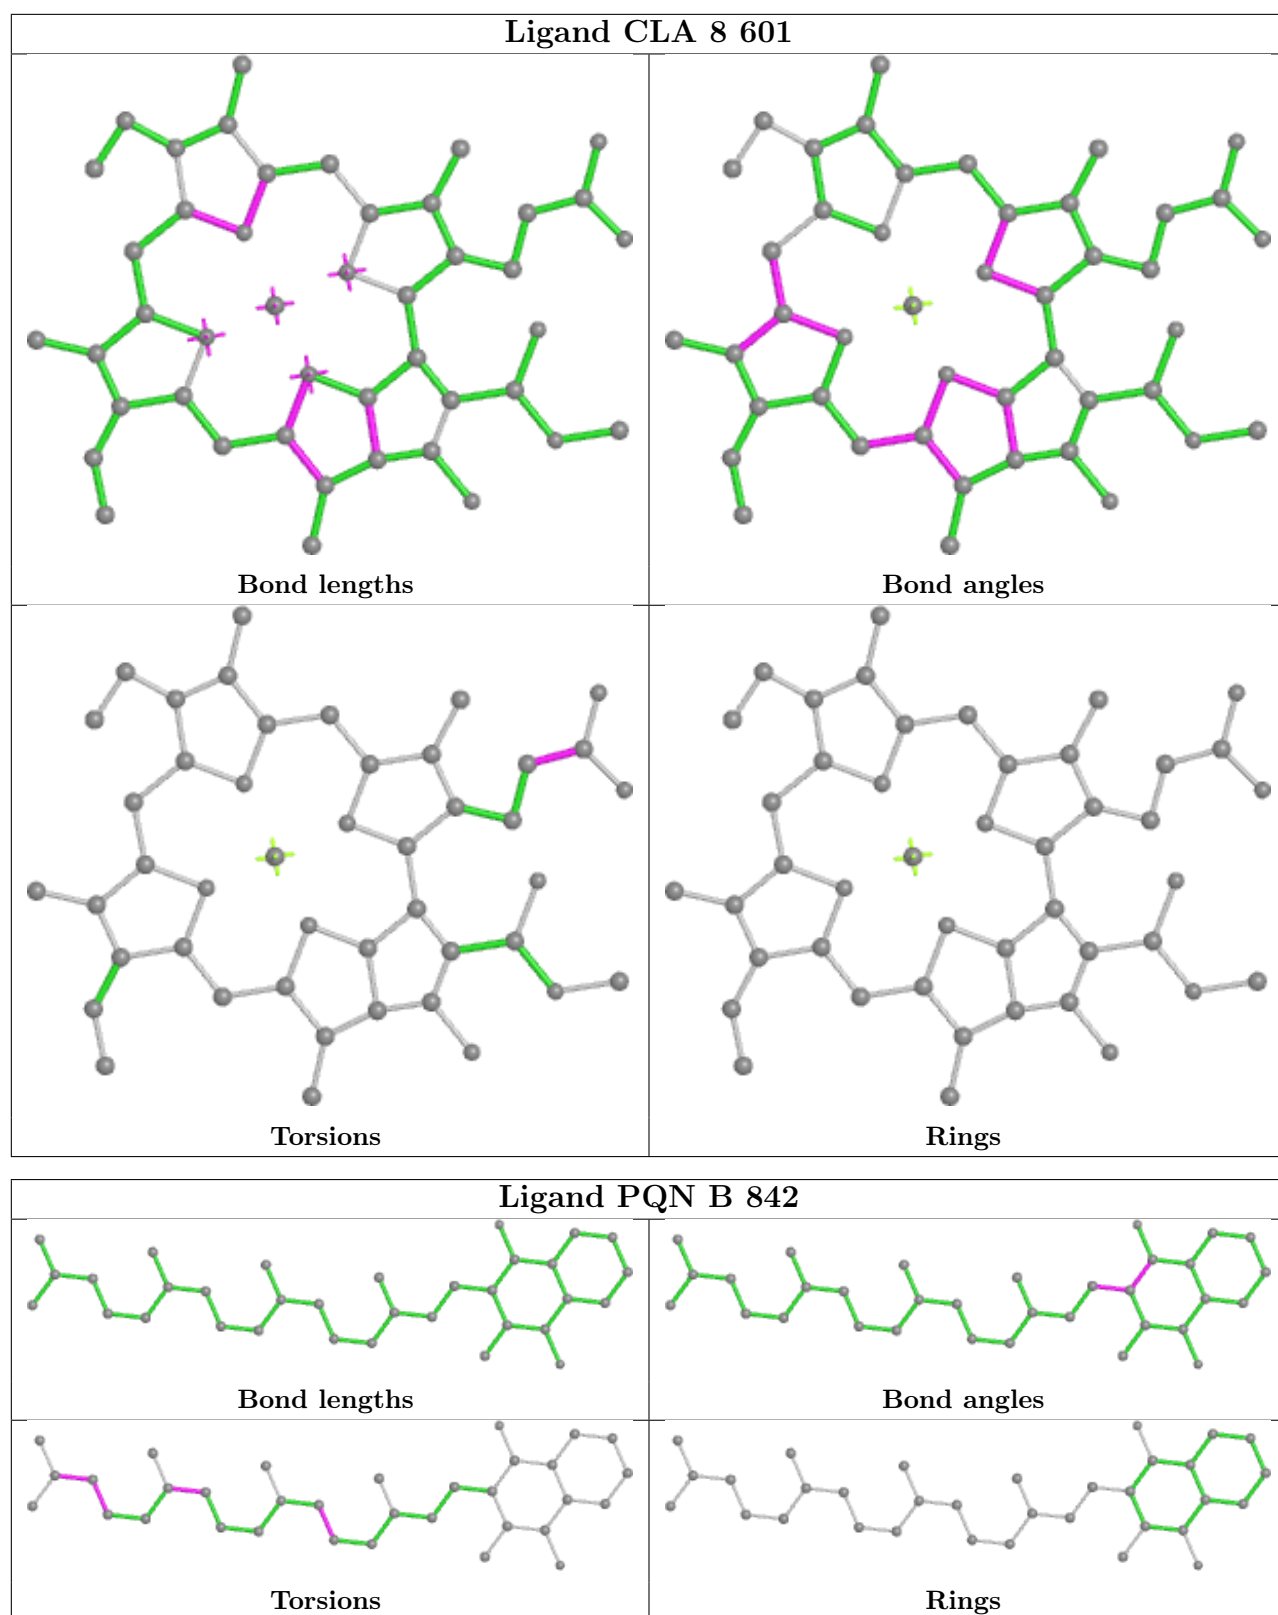 Ligand CLA 8 601
Bond lengths
Bond angles
Torsions
Rings
Ligand PQN B 842
Bond lengths
Bond angles
Torsions
Rings